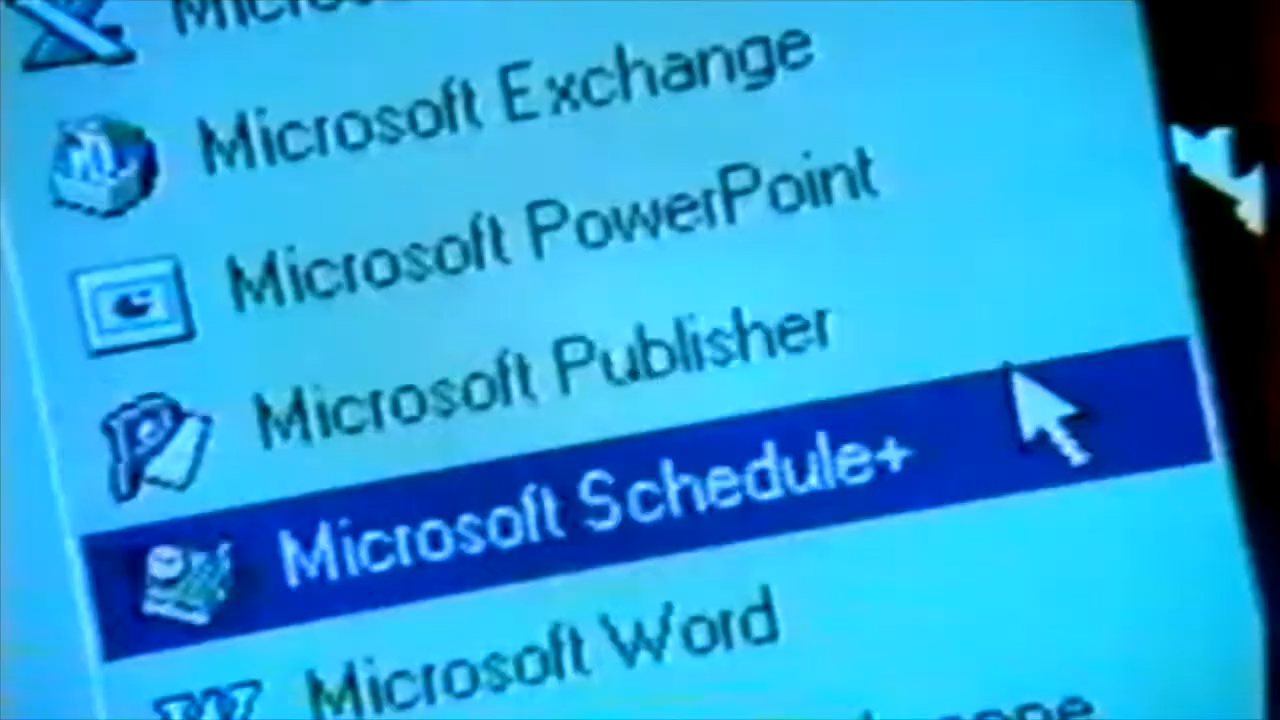 Microsoft Exchange
Microsoft PowerPoint
Microsoft Publisher
Microsoft Schedule+
Microsoft Word